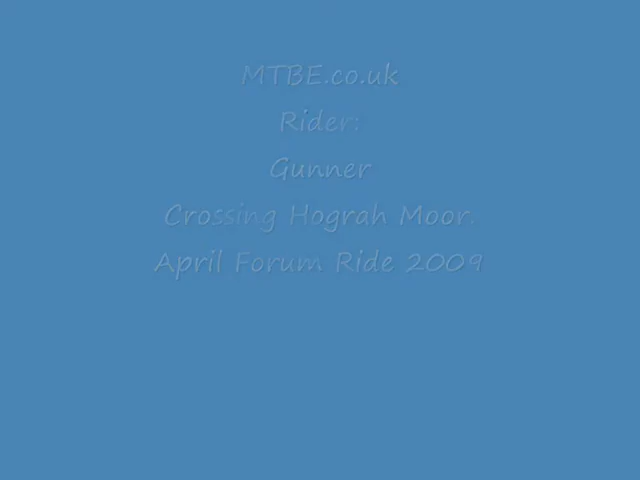 MTBE.co.uk
Rider:
Gunner
Crossing Hograh Moor.
April Forum Ride 2009